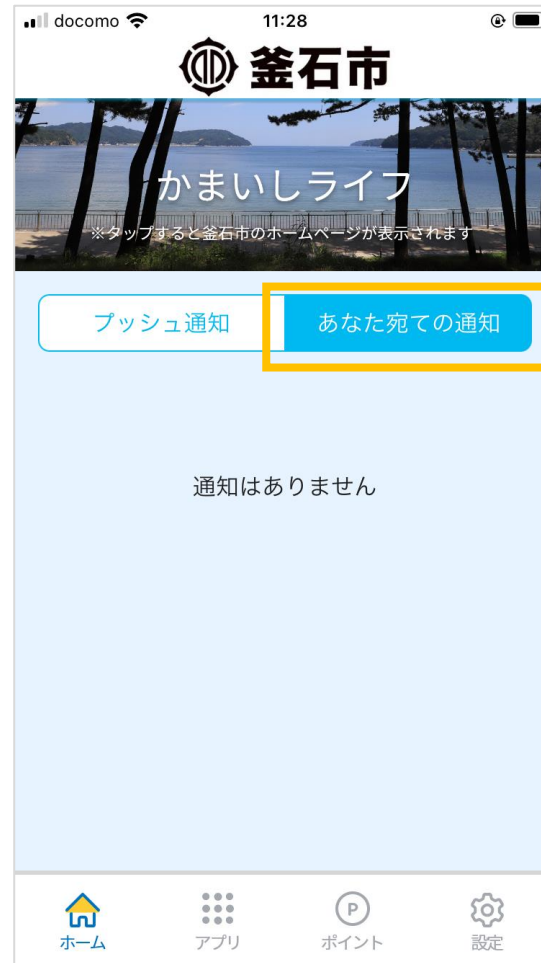 docomo 11:28
釜石市
かまいしライフ
※タップすると釜石市のホームページが表示されます
プッシュ通知 あなた宛ての通知
通知はありません
P
ホーム アプリ ポイント 設定